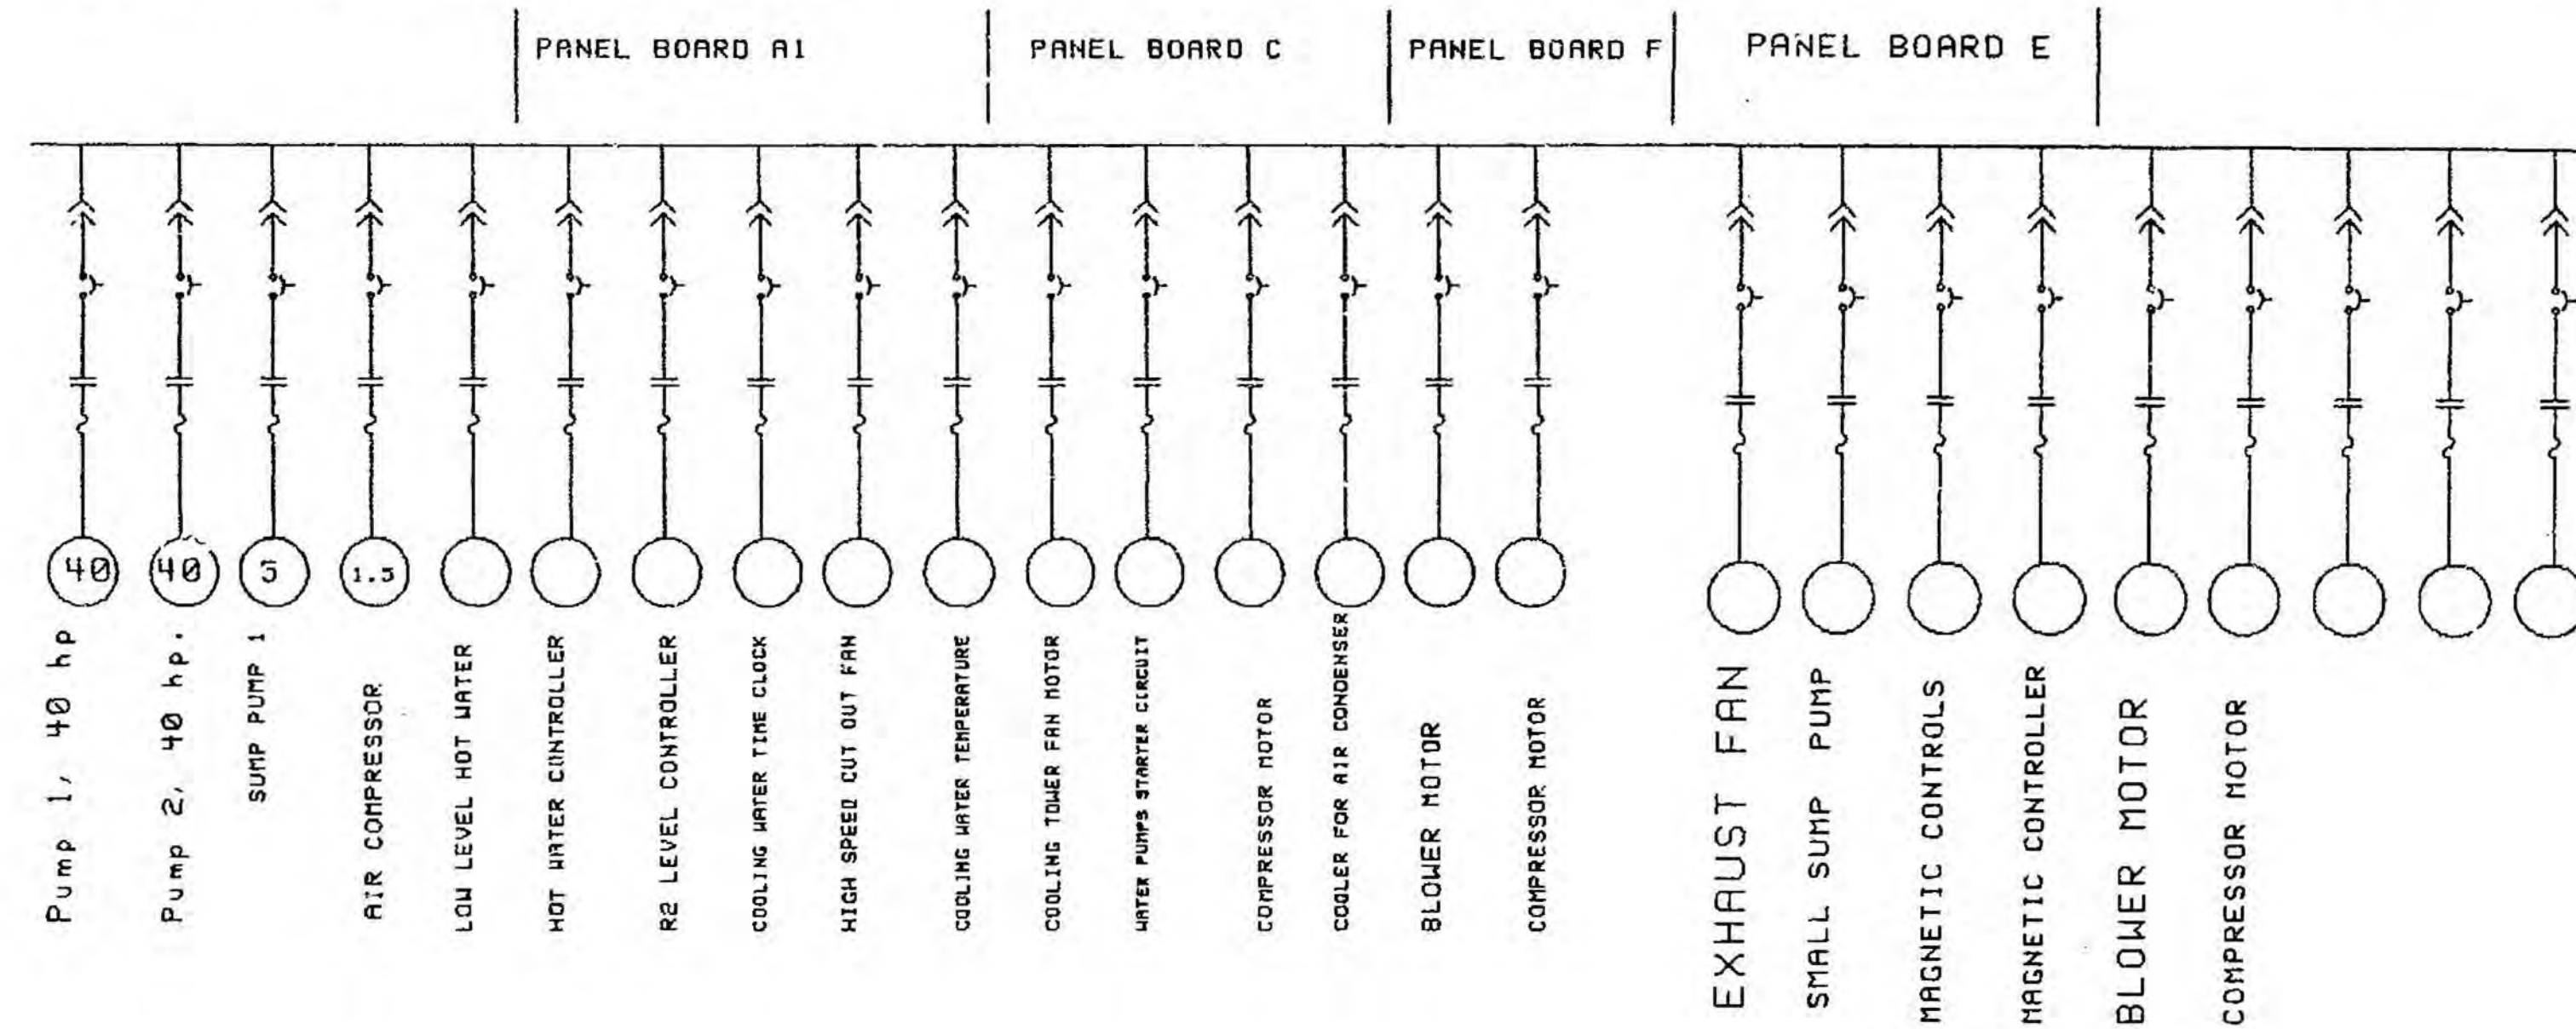 PANEL BOARD A1
PANEL BOARD C
PANEL BOARD F
PANEL BOARD E
40
40
5
1.5
Pump 1, 40 hp
Pump 2, 40 hp.
SUMP PUMP 1
AIR COMPRESSOR
LOW LEVEL HOT WATER
HOT WATER CINTROLLER
R2 LEVEL CONTROLLER
COOLING WATER TIME CLOCK
HIGH SPEED CUT OUT FAN
COOLING WATER TEMPERATURE
COOLING TOWER FAN MOTOR
WATER PUMPS STARTER CIRCUIT
COMPRESSOR MOTOR
COOLER FOR AIR CONDENSER
BLOWER MOTOR
COMPRESSOR MOTOR
EXHAUST FAN
SMALL SUMP PUMP
MAGNETIC CONTROLS
MAGNETIC CONTROLLER
BLOWER MOTOR
COMPRESSOR MOTOR